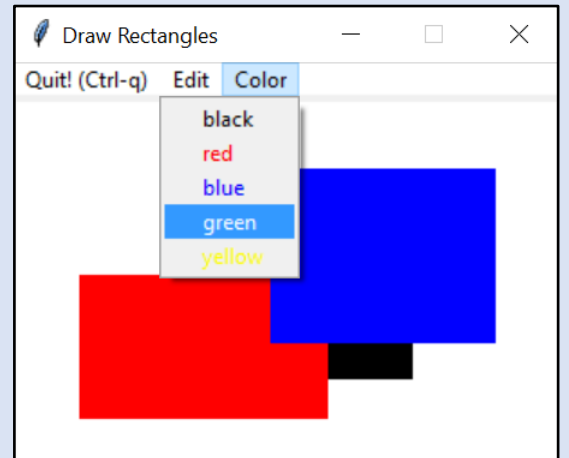 Draw Rectangles
Quit! (Ctrl-q) Edit Color
black
red
blue
green
yellow